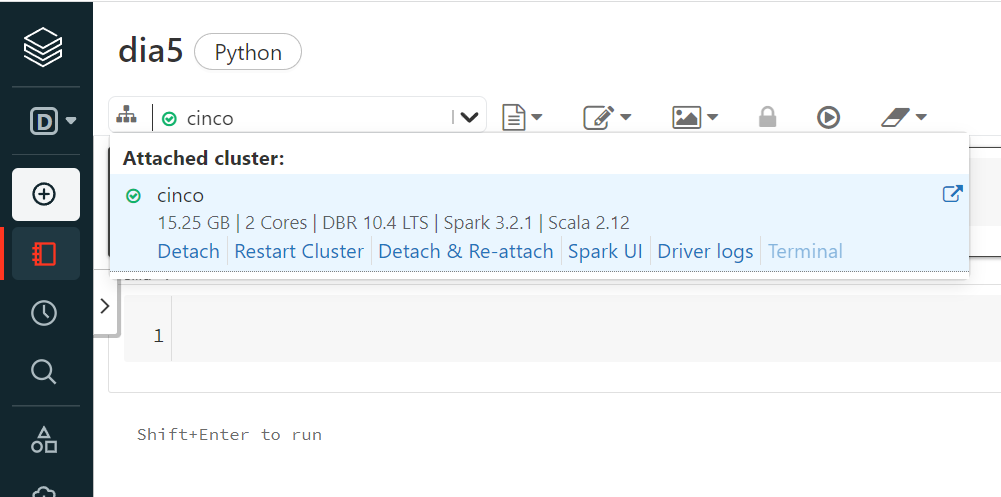 dia5 Python
D
cinco
Attached cluster:
cinco
15.25 GB | 2 Cores | DBR 10.4 LTS | Spark 3.2.1 | Scala 2.12
Detach Restart Cluster Detach & Re-attach Spark UI Driver logs Terminal
1
Shift+Enter to run